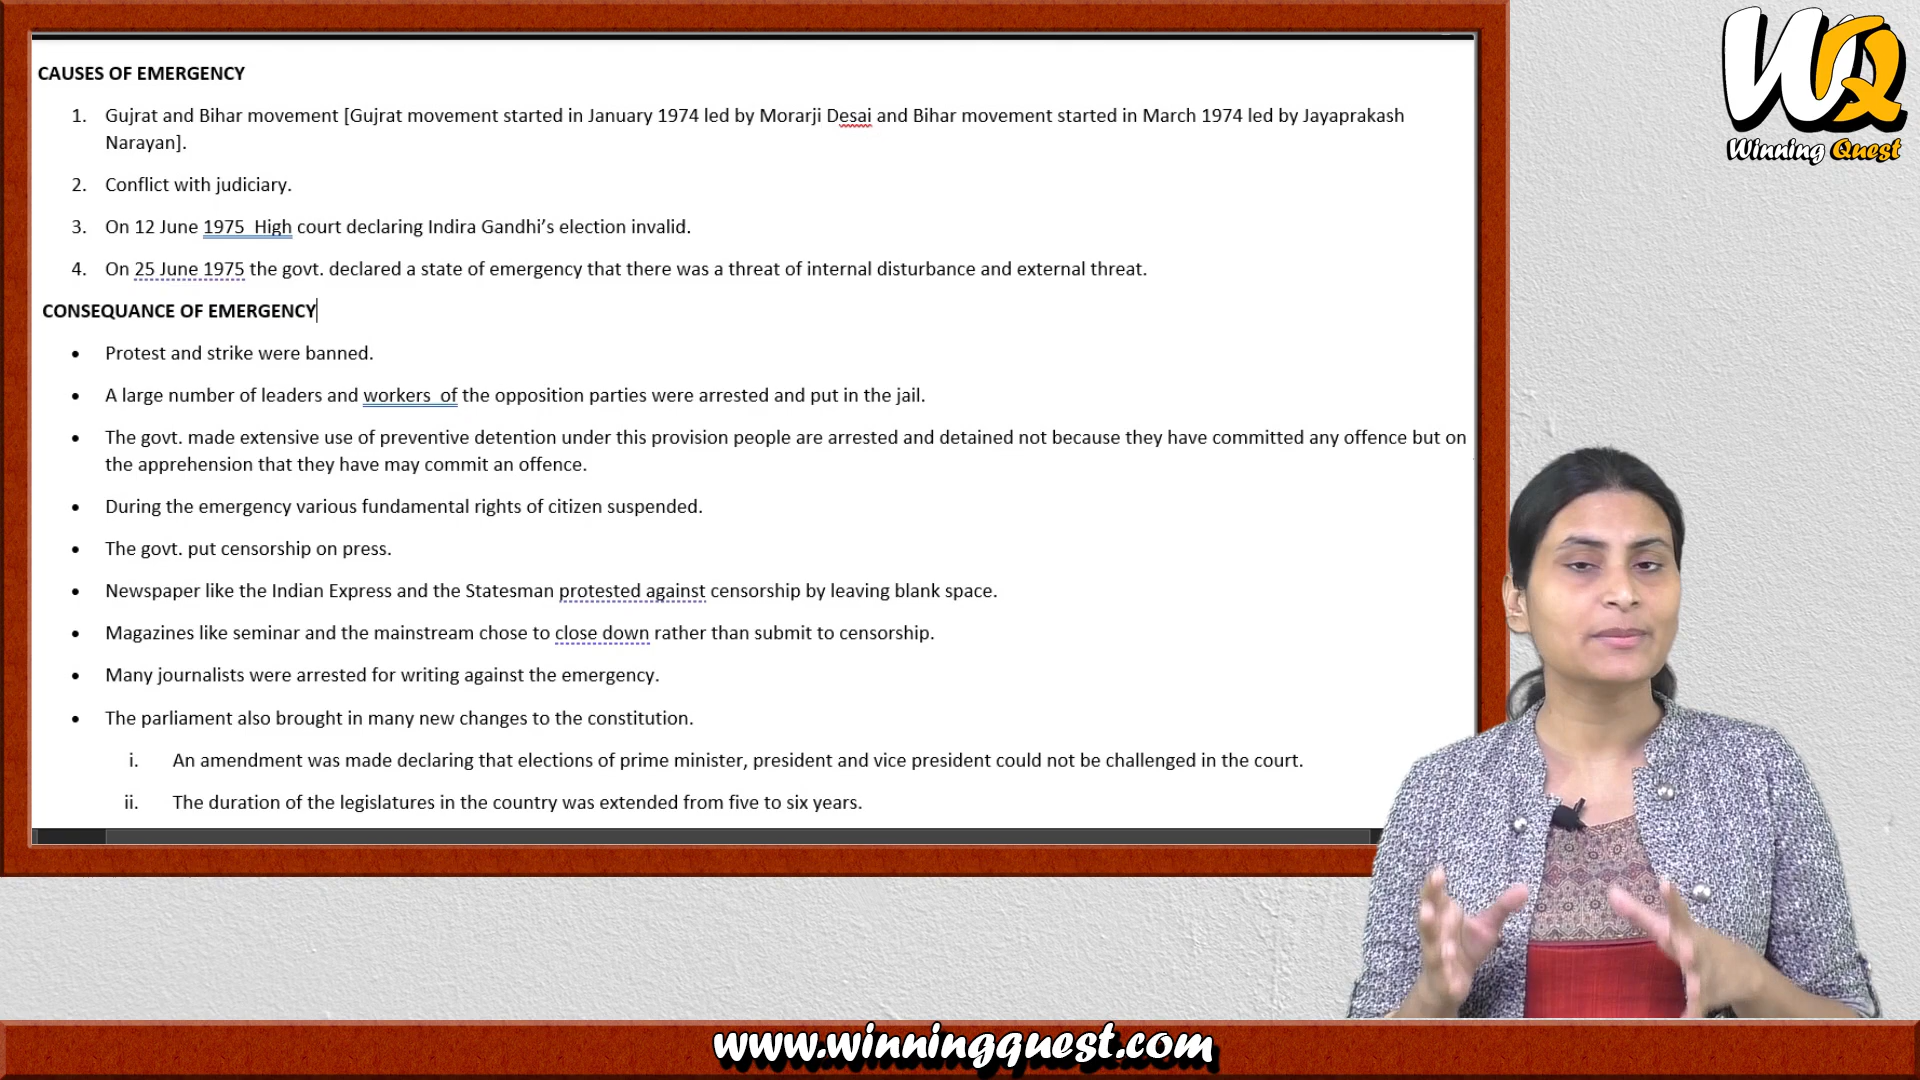 CAUSES OF EMERGENCY
1. Gujrat and Bihar movement [Gujrat movement started in January 1974 led by Morarji Desai and Bihar movement started in March 1974 led by Jayaprakash
Narayan].
2. Conflict with judiciary.
3. On 12 June 1975  High court declaring Indira Gandhi’s election invalid.
4. On 25 June 1975 the govt. declared a state of emergency that there was a threat of internal disturbance and external threat.
CONSEQUANCE OF EMERGENCY
• Protest and strike were banned.
• A large number of leaders and workers  of the opposition parties were arrested and put in the jail.
• The govt. made extensive use of preventive detention under this provision people are arrested and detained not because they have committed any offence but on
the apprehension that they have may commit an offence.
• During the emergency various fundamental rights of citizen suspended.
• The govt. put censorship on press.
• Newspaper like the Indian Express and the Statesman protested against censorship by leaving blank space.
• Magazines like seminar and the mainstream chose to close down rather than submit to censorship.
• Many journalists were arrested for writing against the emergency.
• The parliament also brought in many new changes to the constitution.
i. An amendment was made declaring that elections of prime minister, president and vice president could not be challenged in the court.
ii. The duration of the legislatures in the country was extended from five to six years.
WQ
Winning Quest
www.winningquest.com